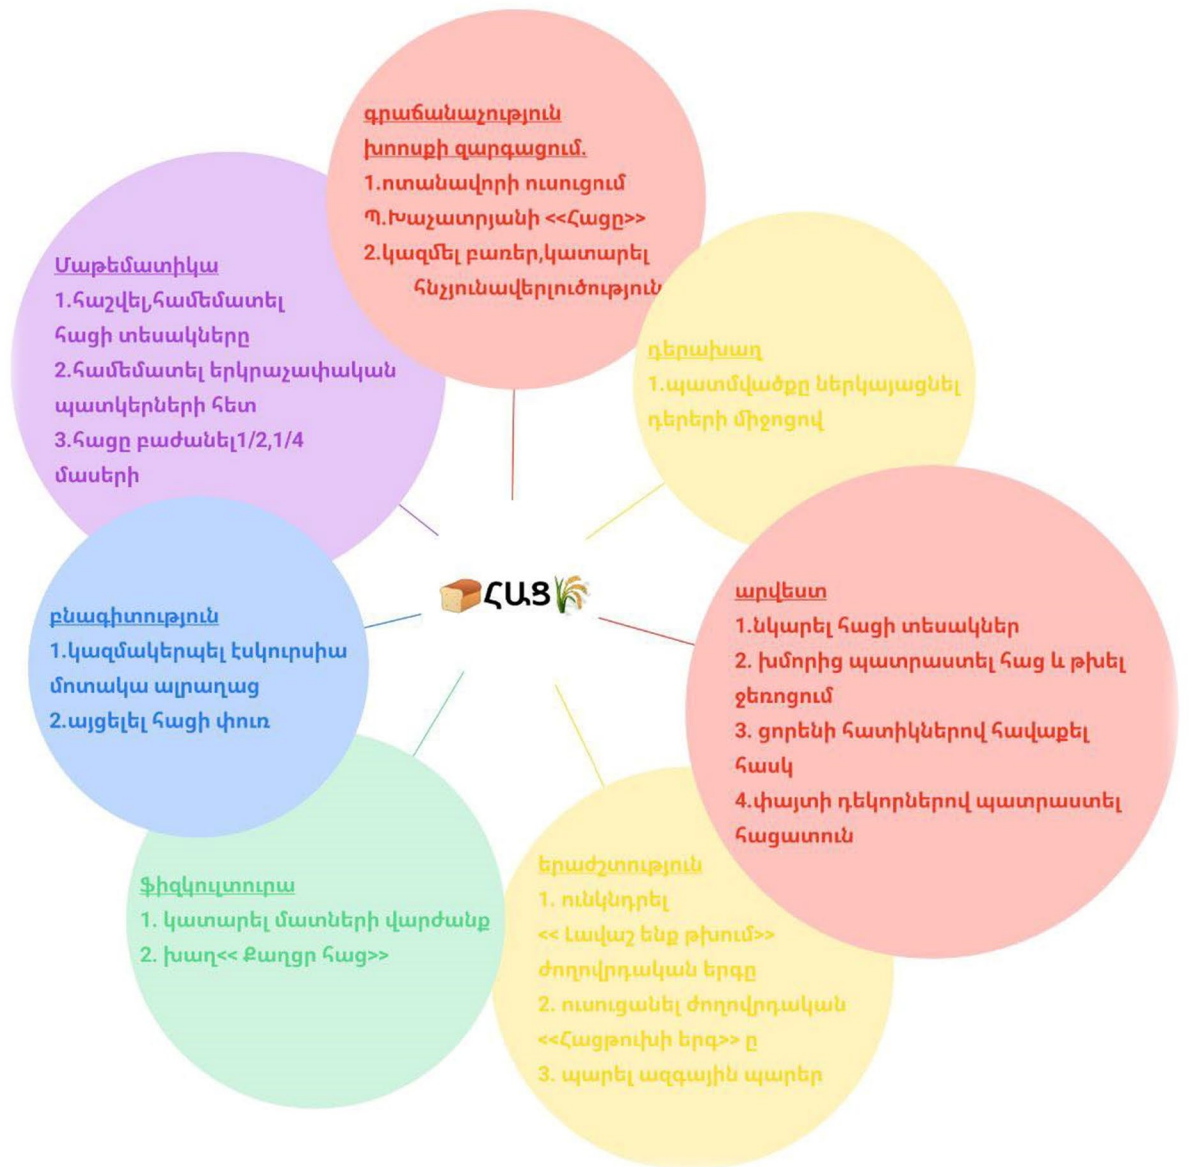 գրաճանաչություն
խոոսքի զարգացում.
1.ոտանավորի ուսուցում
Պ.Խաչատրյանի <<Հացը>>
2.կազմել բառեր,կատարել
հնչյունավերլուծություն
Մաթեմատիկա
1.հաշվել,համեմատել
հացի տեսակները
2.համեմատել երկրաչափական
պատկերների հետ
3.հացը բաժանել1/2,1/4
մասերի
դերախաղ
1.պատմվածքը ներկայացնել
դերերի միջոցով
ՀԱՑ
արվեստ
1.նկարել հացի տեսակներ
2. խմորից պատրաստել հաց և թխել
ջեռոցում
3. ցորենի հատիկներով հավաքել
հասկ
4.փայտի դեկորներով պատրաստել
հացատուն
բնագիտություն
1.կազմակերպել էսկուրսիա
մոտակա ալրաղաց
2.այցելել հացի փուռ
ֆիզկուլտուրա
1. կատարել մատների վարժանք
2. խաղ<< Քաղցր հաց>>
երաժշտություն
1. ունկնդրել
<< Լավաշ ենք թխում>>
ժողովրդական երգը
2. ուսուցանել ժողովրդական
<<Հացթուխի երգ>> ը
3. պարել ազգային պարեր